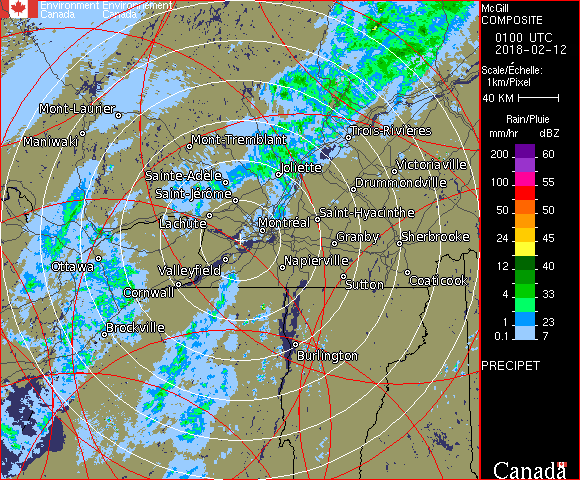 Environment Environnement
Canada Canada
Mont-Laurier
Maniwaki
Mont-Tremblant
Trois-Rivières
Sainte-Adèle
Joliette
Victoriaville
Saint-Jérôme
Drummondville
Lachute
Montréal
Saint-Hyacinthe
Granby
Sherbrooke
Ottawa
Valleyfield
Napierville
Cornwall
Sutton
Coaticook
Brockville
Burlington
McGill
COMPOSITE
0100 UTC
2018-02-12
Scale/Échelle:
1km/Pixel
40 KM
Rain/Pluie
mm/hr dBZ
200 60
100 55
50 50
24 45
12 40
8 33
4 30
1 23
0.1 7
PRECIPET
Canada